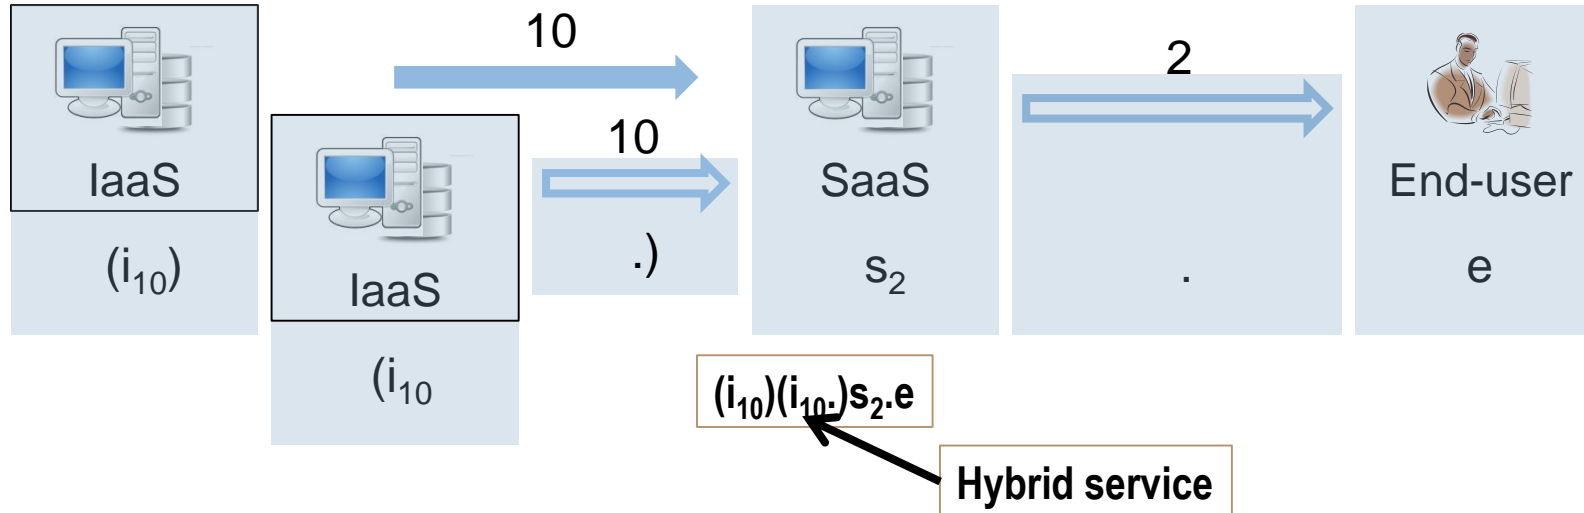 10
2
10
IaaS
SaaS
End-user
IaaS
(i₁₀)
.)
s₂
.
e
(i₁₀
(i₁₀)(i₁₀.)s₂.e
Hybrid service